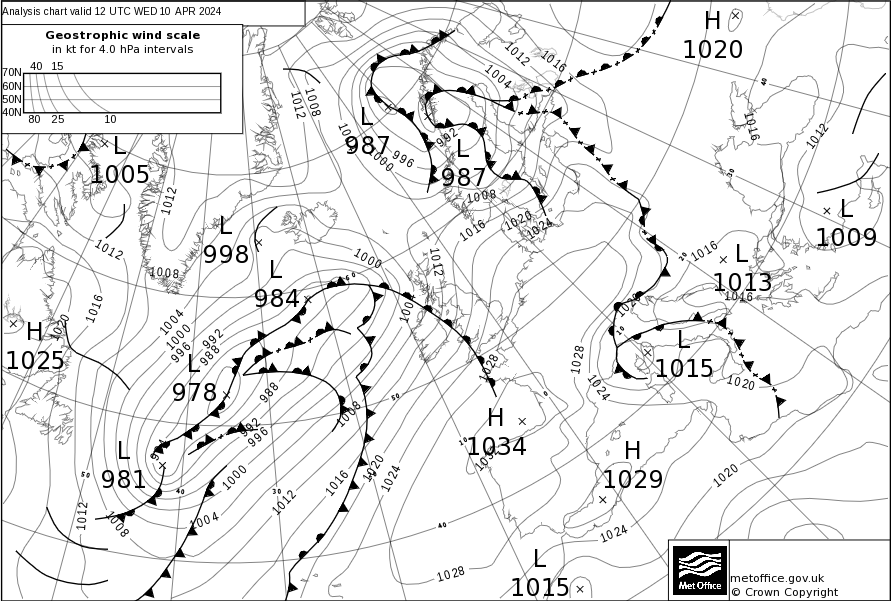 Analysis chart valid 12 UTC WED 10 APR 2024
Geostrophic wind scale
in kt for 4.0 hPa intervals
40 15
70N
60N
50N
40N
80 25 10
H
1020
L
987
L
987
L
1005
L
998
L
984
L
1009
L
1013
H
1025
L
978
L
1015
H
1034
L
981
H
1029
L
1015
1012
1016
1004
1008
1012
996
1000
992
1008
1016
1020
1024
1016
1012
1012
1012
1008
1000
1012
1016
1016
1016
1020
1004
1000
996
992
988
1004
1028
1028
1024
1020
988
992
996
1008
1000
1004
1012
1016
1020
1024
1008
1012
1028
1024
1020
60
50
50
40
30
40
10
0
10
20
30
40
metoffice.gov.uk
© Crown Copyright
Met Office